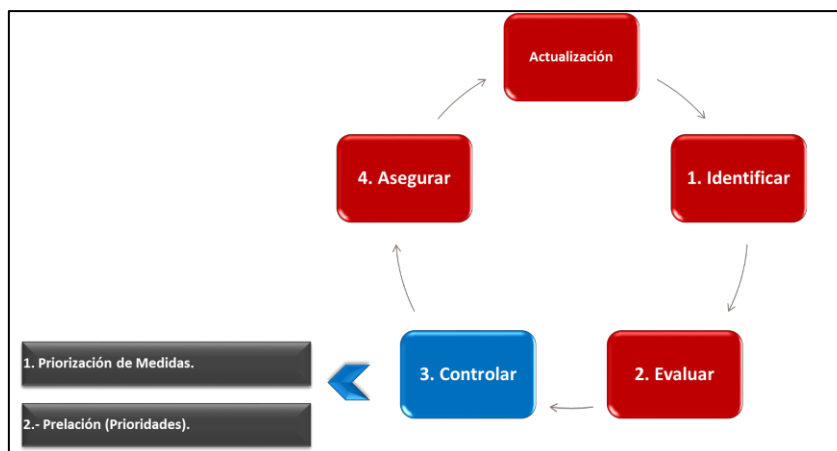 Actualización
1. Identificar
2. Evaluar
3. Controlar
4. Asegurar
1. Priorización de Medidas.
2.- Prelación (Prioridades).